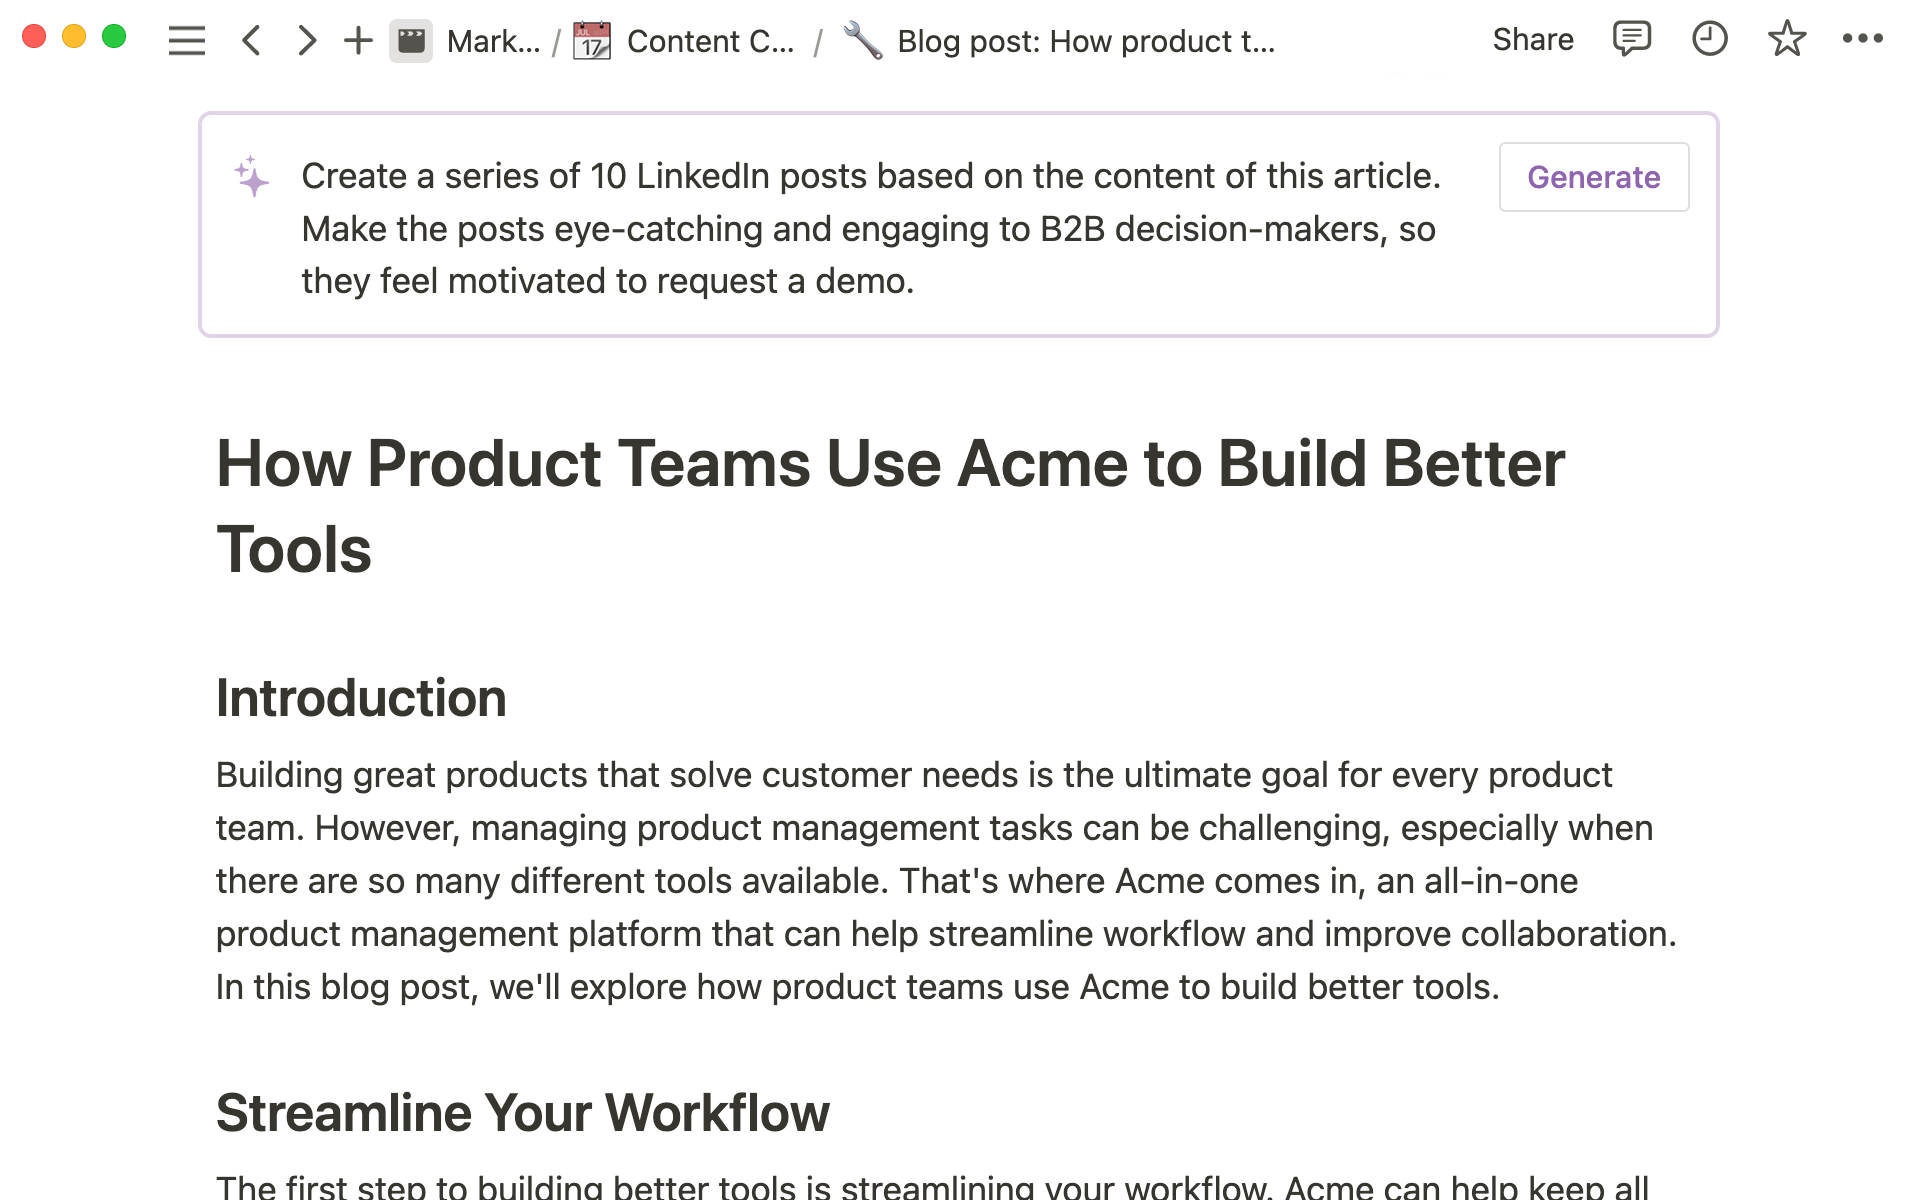 Mark... / Content C... / Blog post: How product t...
Share
JUL
17
Create a series of 10 LinkedIn posts based on the content of this article.
Make the posts eye-catching and engaging to B2B decision-makers, so
they feel motivated to request a demo.
Generate
How Product Teams Use Acme to Build Better
Tools
Introduction
Building great products that solve customer needs is the ultimate goal for every product
team. However, managing product management tasks can be challenging, especially when
there are so many different tools available. That's where Acme comes in, an all-in-one
product management platform that can help streamline workflow and improve collaboration.
In this blog post, we'll explore how product teams use Acme to build better tools.
Streamline Your Workflow
The first step to building better tools is streamlining your workflow. Acme can help keep all